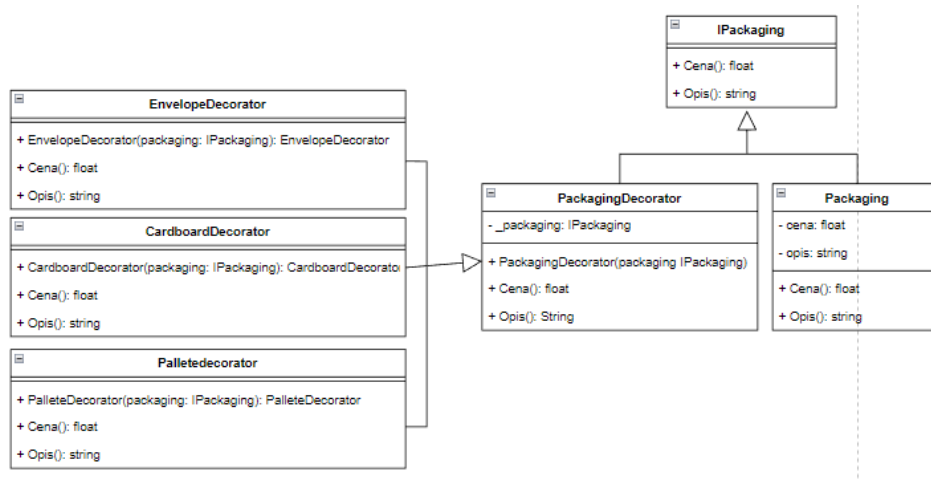 IPackaging
+ Cena(): float
+ Opis(): string
EnvelopeDecorator
+ EnvelopeDecorator(packaging: IPackaging): EnvelopeDecorator
+ Cena(): float
+ Opis(): string
CardboardDecorator
+ CardboardDecorator(packaging: IPackaging): CardboardDecorator
+ Cena(): float
+ Opis(): string
Palletedecorator
+ PalleteDecorator(packaging: IPackaging): PalleteDecorator
+ Cena(): float
+ Opis(): string
PackagingDecorator
- _packaging: IPackaging
+ PackagingDecorator(packaging IPackaging)
+ Cena(): float
+ Opis(): String
Packaging
- cena: float
- opis: string
+ Cena(): float
+ Opis(): string